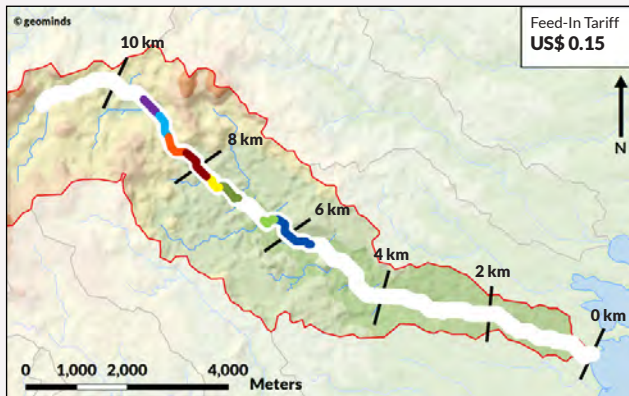 © geominds
Feed-In Tariff
US$ 0.15
10 km
N
8 km
6 km
4 km
2 km
0 km
0 1,000 2,000 4,000
Meters